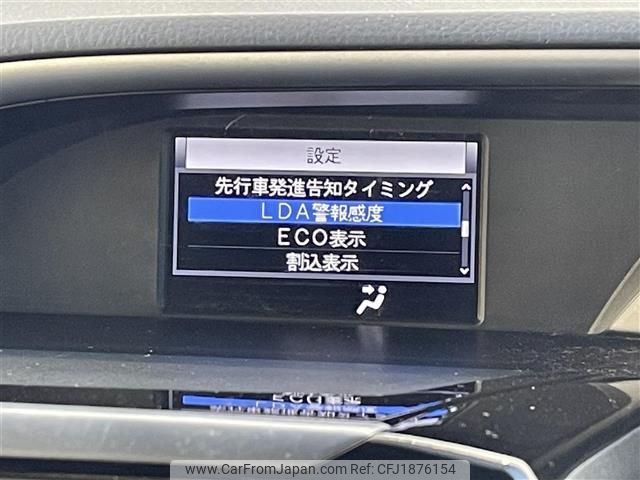 設定
先行車発進告知タイミング
LDA警報感度
ECO表示
割込表示
www.CarFromJapan.com | Ref ID: CFJ1876154